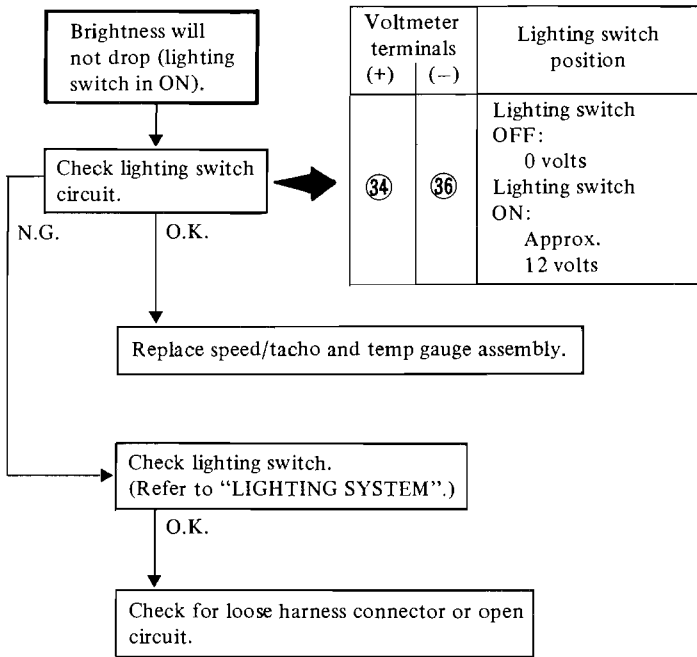 Brightness will
not drop (lighting
switch in ON).
Voltmeter
terminals
(+) (−)
Lighting switch
position
Check lighting switch
circuit.
34 36
Lighting switch
OFF:
0 volts
Lighting switch
ON:
Approx.
12 volts
N.G. O.K.
Replace speed/tacho and temp gauge assembly.
Check lighting switch.
(Refer to “LIGHTING SYSTEM”.)
O.K.
Check for loose harness connector or open
circuit.